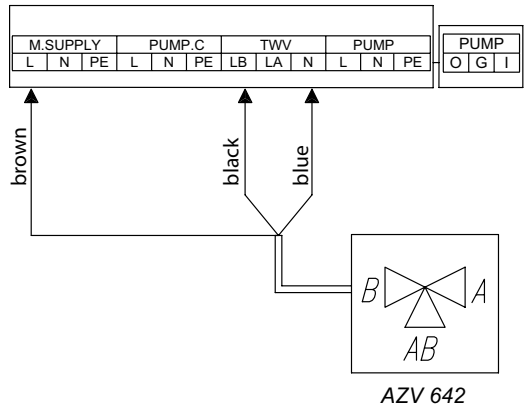 M.SUPPLY PUMP.C TWV PUMP PUMP
L N PE L N PE LB LA N L N PE O G I
brown
black
blue
B A
AB
AZV 642